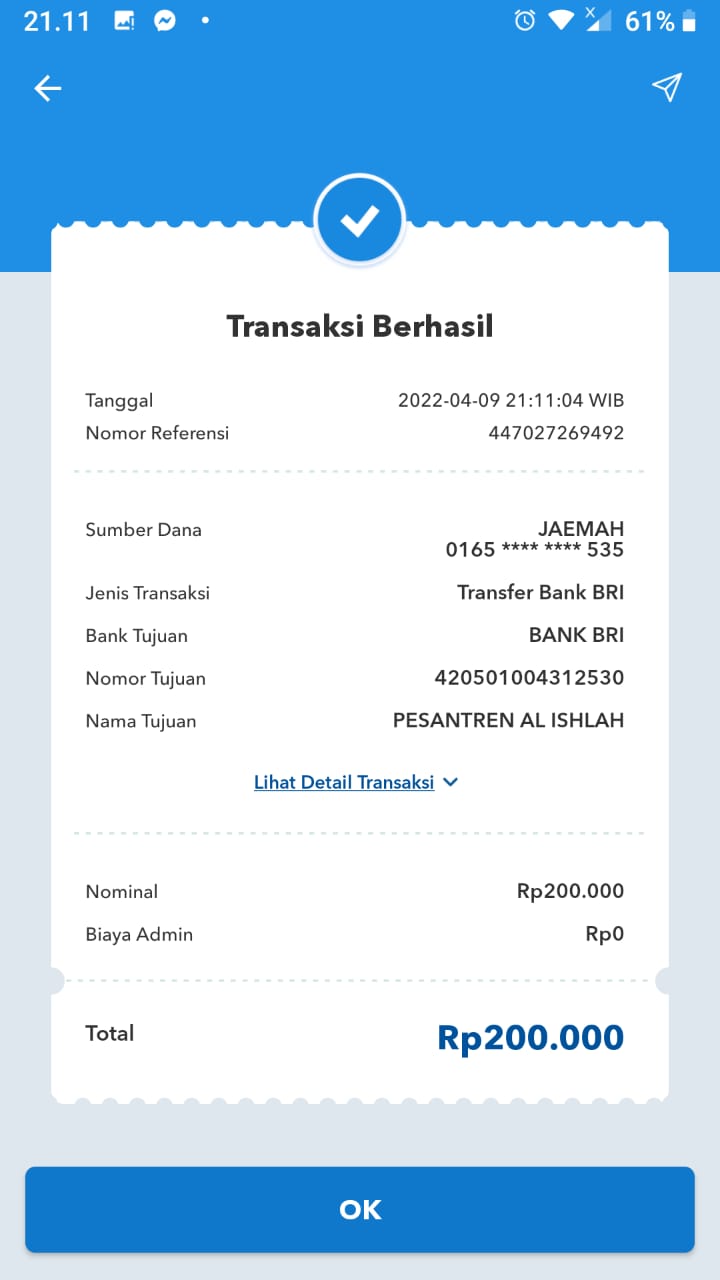 21.11 61%
Transaksi Berhasil
Tanggal 2022-04-09 21:11:04 WIB
Nomor Referensi 447027269492
Sumber Dana JAEMAH
0165 **** **** 535
Jenis Transaksi Transfer Bank BRI
Bank Tujuan BANK BRI
Nomor Tujuan 420501004312530
Nama Tujuan PESANTREN AL ISHLAH
Lihat Detail Transaksi
Nominal Rp200.000
Biaya Admin Rp0
Total Rp200.000
OK